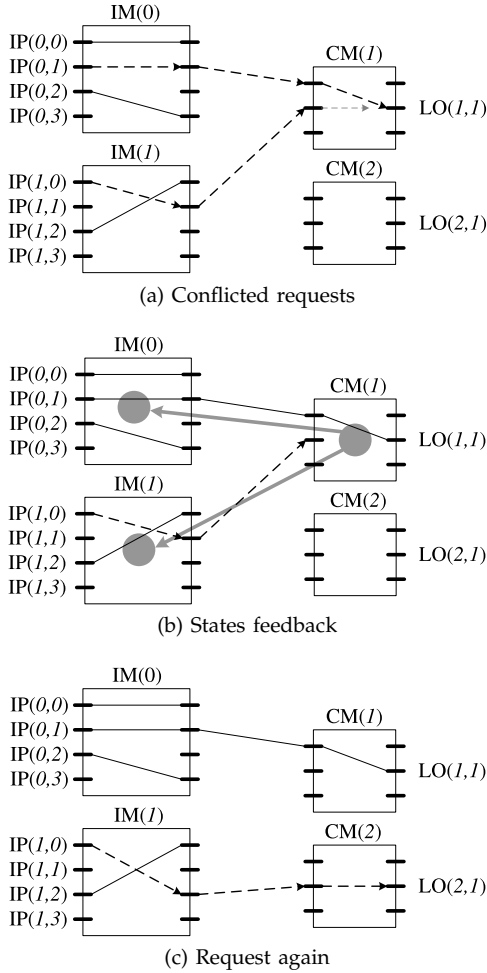 IM(0)
IP(0,0)
IP(0,1)
IP(0,2)
IP(0,3)
CM(1)
LO(1,1)
IM(1)
IP(1,0)
IP(1,1)
IP(1,2)
IP(1,3)
CM(2)
LO(2,1)
(a) Conflicted requests
IM(0)
IP(0,0)
IP(0,1)
IP(0,2)
IP(0,3)
CM(1)
LO(1,1)
IM(1)
IP(1,0)
IP(1,1)
IP(1,2)
IP(1,3)
CM(2)
LO(2,1)
(b) States feedback
IM(0)
IP(0,0)
IP(0,1)
IP(0,2)
IP(0,3)
CM(1)
LO(1,1)
IM(1)
IP(1,0)
IP(1,1)
IP(1,2)
IP(1,3)
CM(2)
LO(2,1)
(c) Request again